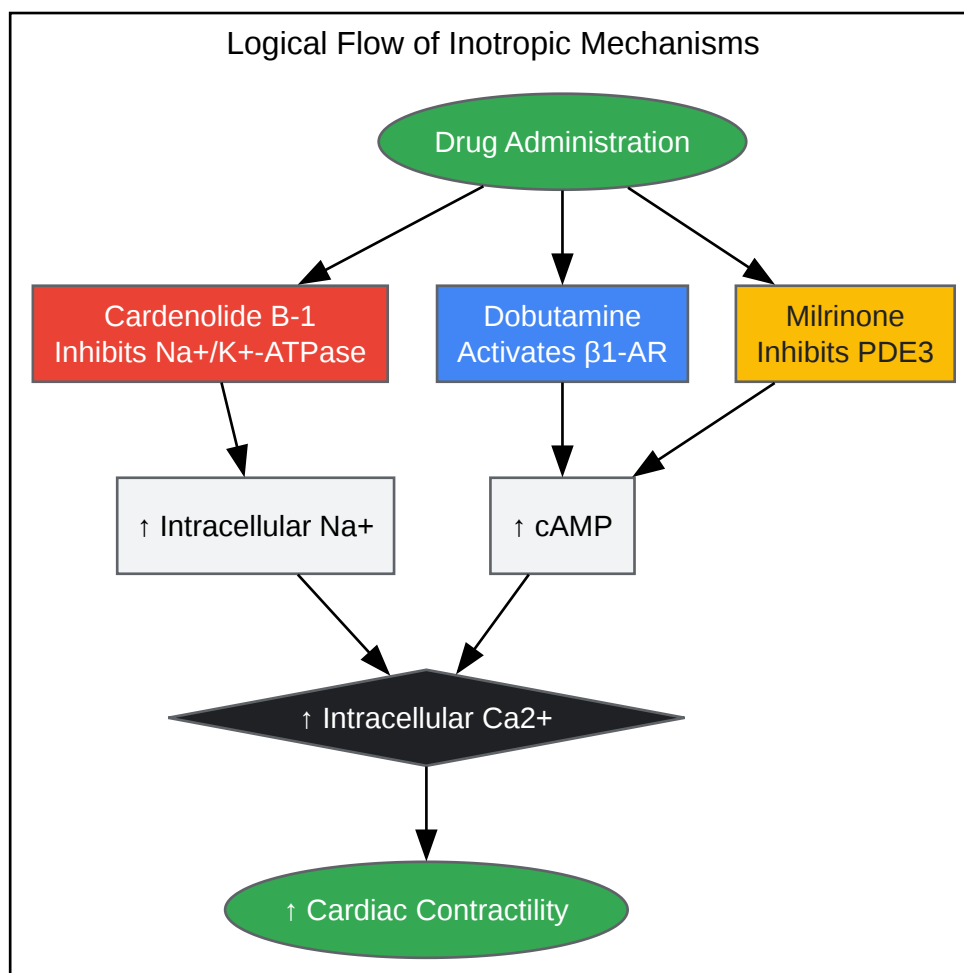 Logical Flow of Inotropic Mechanisms
Drug Administration
Cardenolide B-1
Inhibits Na+/K+-ATPase
Dobutamine
Activates β1-AR
Milrinone
Inhibits PDE3
↑ Intracellular Na+
↑ cAMP
↑ Intracellular Ca2+
↑ Cardiac Contractility